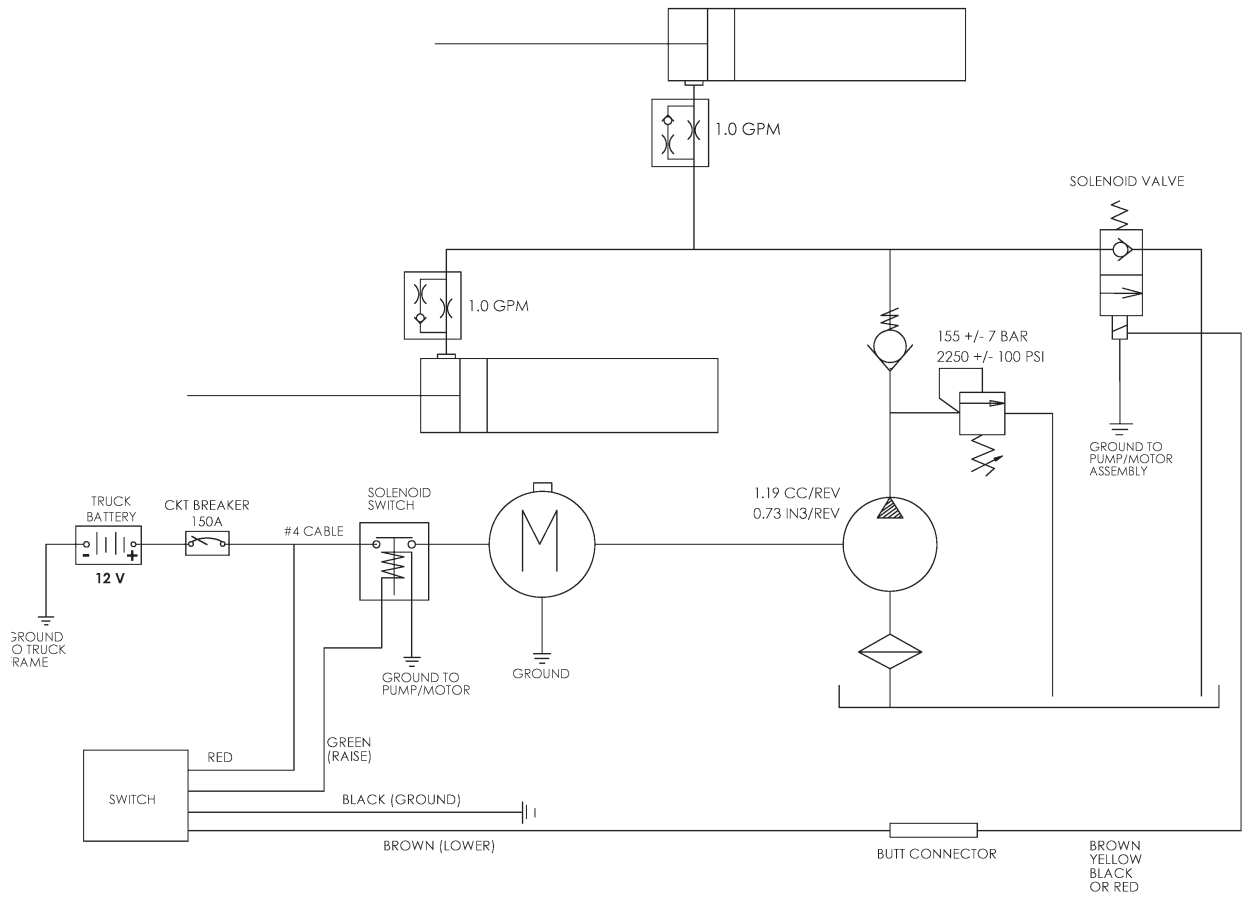 1.0 GPM
SOLENOID VALVE
1.0 GPM
155 +/- 7 BAR
2250 +/- 100 PSI
GROUND TO
PUMP/MOTOR
ASSEMBLY
TRUCK
BATTERY
-
+
12 V
CKT BREAKER
150A
#4 CABLE
SOLENOID
SWITCH
M
1.19 CC/REV
0.73 IN3/REV
GROUND
O TRUCK
RAME
GROUND TO
PUMP/MOTOR
GROUND
RED
GREEN
(RAISE)
SWITCH
BLACK (GROUND)
BROWN (LOWER)
BUTT CONNECTOR
BROWN
YELLOW
BLACK
OR RED